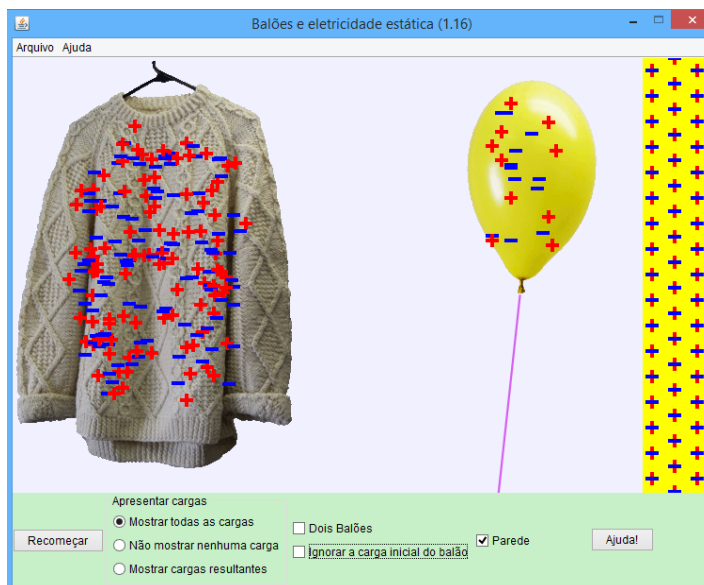 Balões e eletricidade estática (1.16)
Arquivo Ajuda
Apresentar cargas
Mostrar todas as cargas
Não mostrar nenhuma carga
Mostrar cargas resultantes
Recomeçar
Dois Balões
Ignorar a carga inicial do balão
Parede
Ajuda!